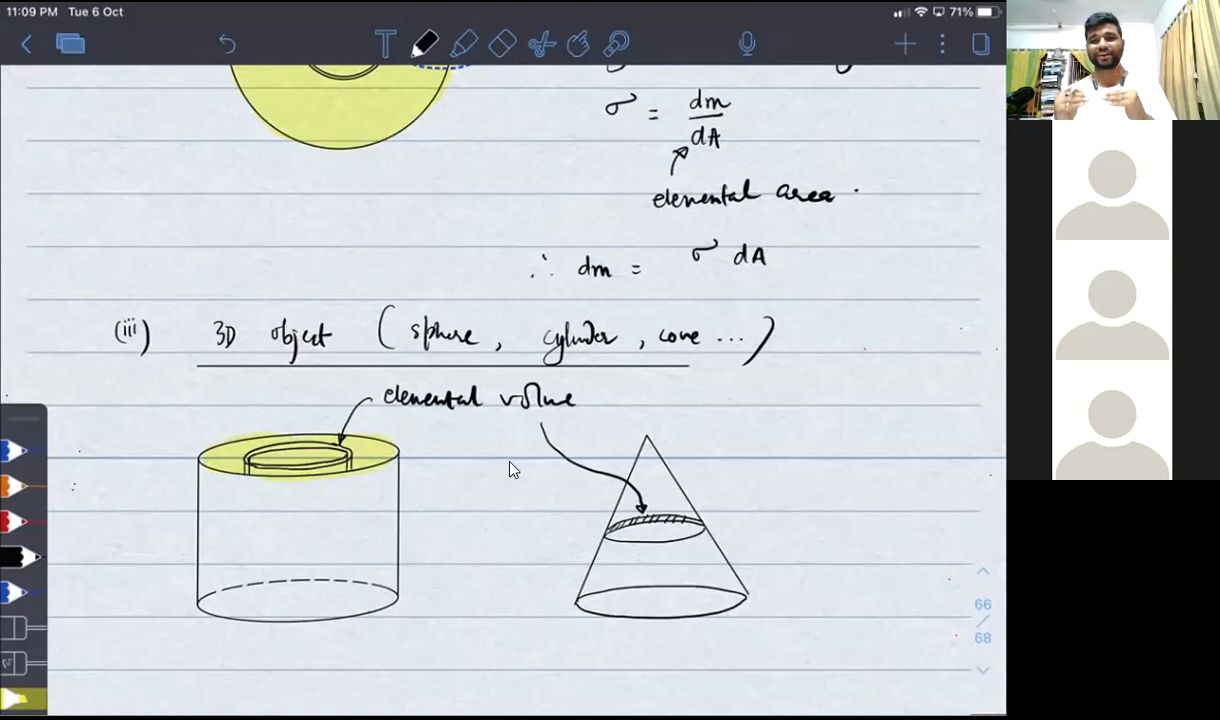 11:09 PM Tue 6 Oct
71%
σ = dm
dA
elemental area .
∴ dm = σ dA
(iii) 3D object ( sphere , cylinder , cone ... )
elemental volume
66
/
68